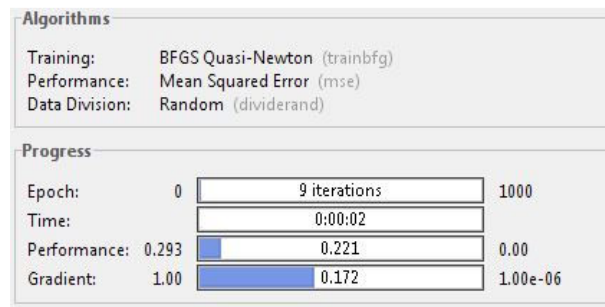 Algorithms
Training: BFGS Quasi-Newton (trainbfg)
Performance: Mean Squared Error (mse)
Data Division: Random (dividerand)
Progress
Epoch: 0 9 iterations 1000
Time: 0:00:02
Performance: 0.293 0.221 0.00
Gradient: 1.00 0.172 1.00e-06